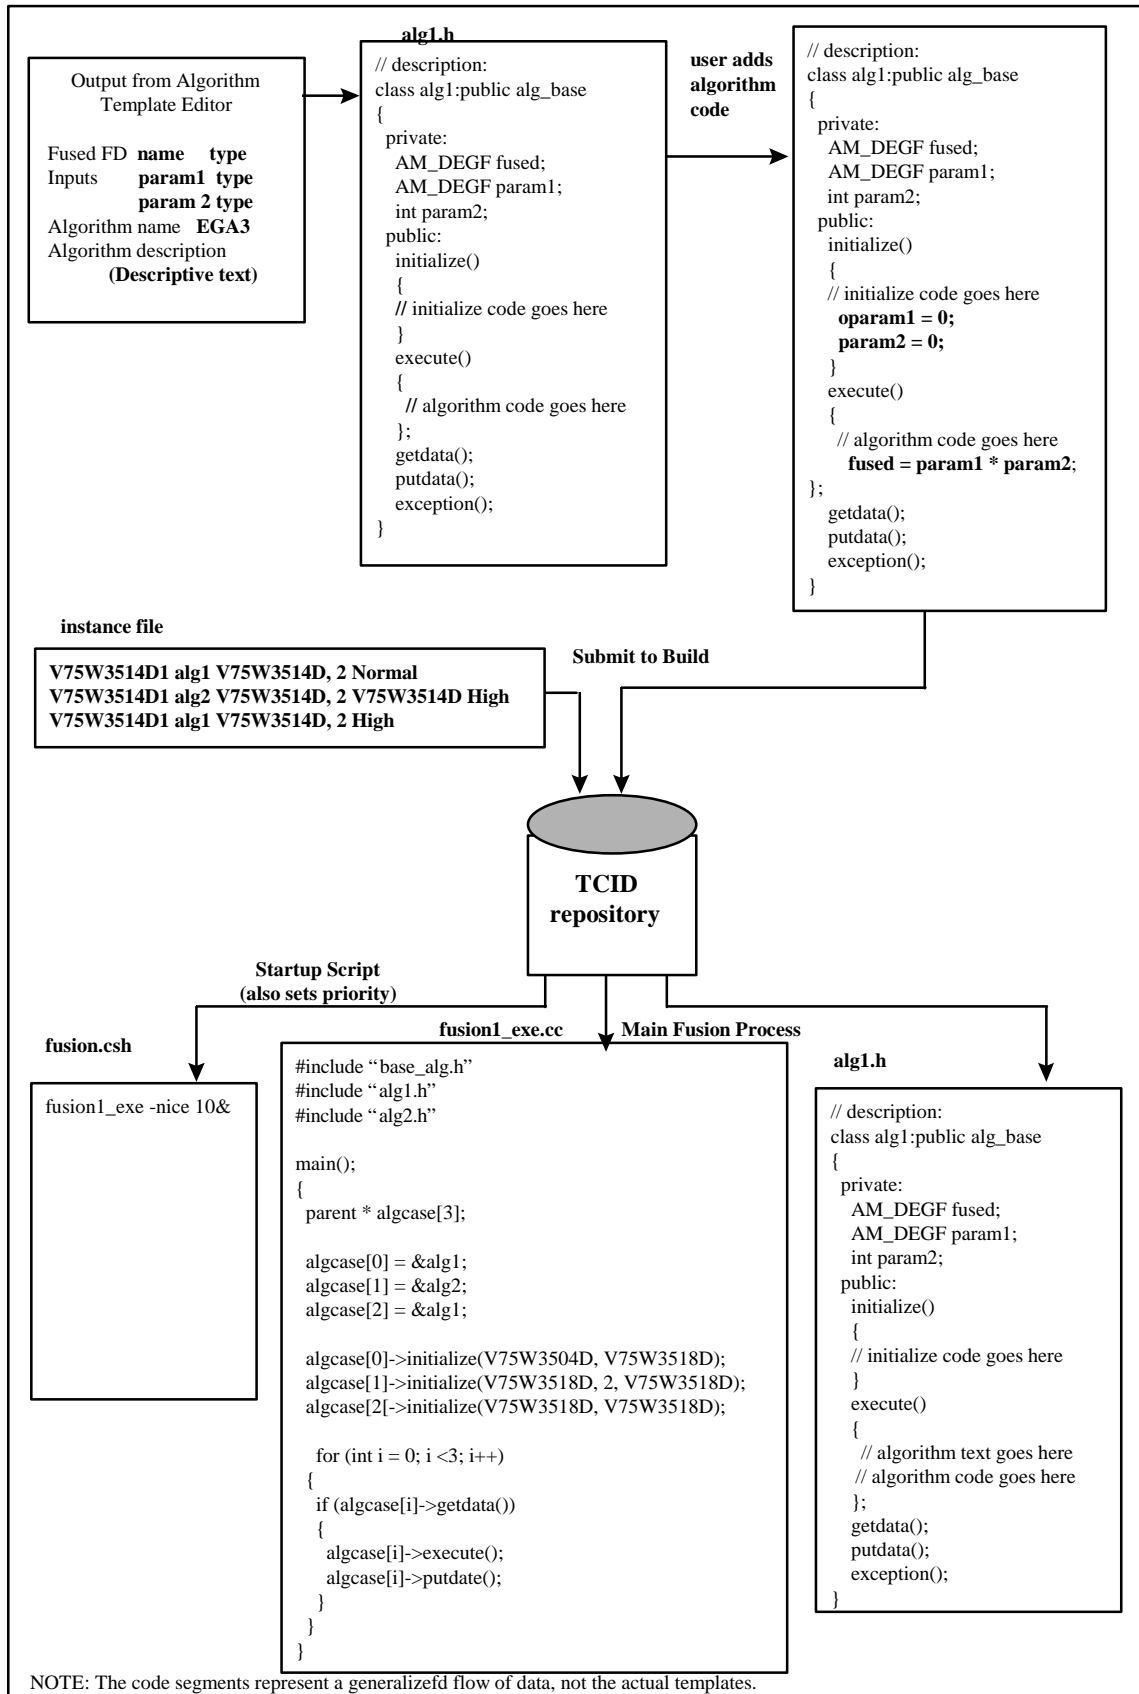 Output from Algorithm
Template Editor
Fused FD name type
Inputs param1 type
param 2 type
Algorithm name EGA3
Algorithm description
(Descriptive text)
alg1.h
// description:
class alg1:public alg_base
{
private:
AM_DEGF fused;
AM_DEGF param1;
int param2;
public:
initialize()
{
// initialize code goes here
}
execute()
{
// algorithm code goes here
};
getdata();
putdata();
exception();
}
user adds
algorithm
code
// description:
class alg1:public alg_base
{
private:
AM_DEGF fused;
AM_DEGF param1;
int param2;
public:
initialize()
{
// initialize code goes here
oparam1 = 0;
param2 = 0;
}
execute()
{
// algorithm code goes here
fused = param1 * param2;
};
getdata();
putdata();
exception();
}
instance file
V75W3514D1 alg1 V75W3514D, 2 Normal
V75W3514D1 alg2 V75W3514D, 2 V75W3514D High
V75W3514D1 alg1 V75W3514D, 2 High
Submit to Build
TCID
repository
Startup Script
(also sets priority)
fusion.csh
fusion1_exe -nice 10&
fusion1_exe.cc
Main Fusion Process
#include “base_alg.h”
#include “alg1.h”
#include “alg2.h”
main();
{
parent * algcase[3];
algcase[0] = &alg1;
algcase[1] = &alg2;
algcase[2] = &alg1;
algcase[0]->initialize(V75W3504D, V75W3518D);
algcase[1]->initialize(V75W3518D, 2, V75W3518D);
algcase[2[->initialize(V75W3518D, V75W3518D);
for (int i = 0; i <3; i++)
{
if (algcase[i]->getdata())
{
algcase[i]->execute();
algcase[i]->putdate();
}
}
}
alg1.h
// description:
class alg1:public alg_base
{
private:
AM_DEGF fused;
AM_DEGF param1;
int param2;
public:
initialize()
{
// initialize code goes here
}
execute()
{
// algorithm text goes here
// algorithm code goes here
};
getdata();
putdata();
exception();
}
NOTE: The code segments represent a generalizefd flow of data, not the actual templates.